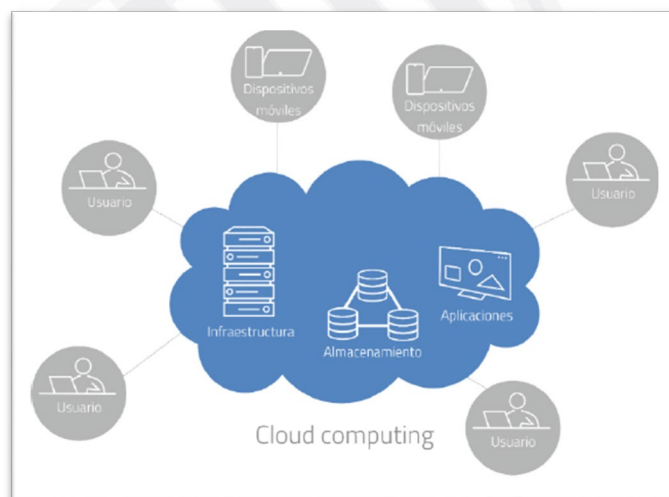 Dispositivos
móviles
Dispositivos
móviles
Usuario
Usuario
Infraestructura
Almacenamiento
Aplicaciones
Usuario
Usuario
Cloud computing